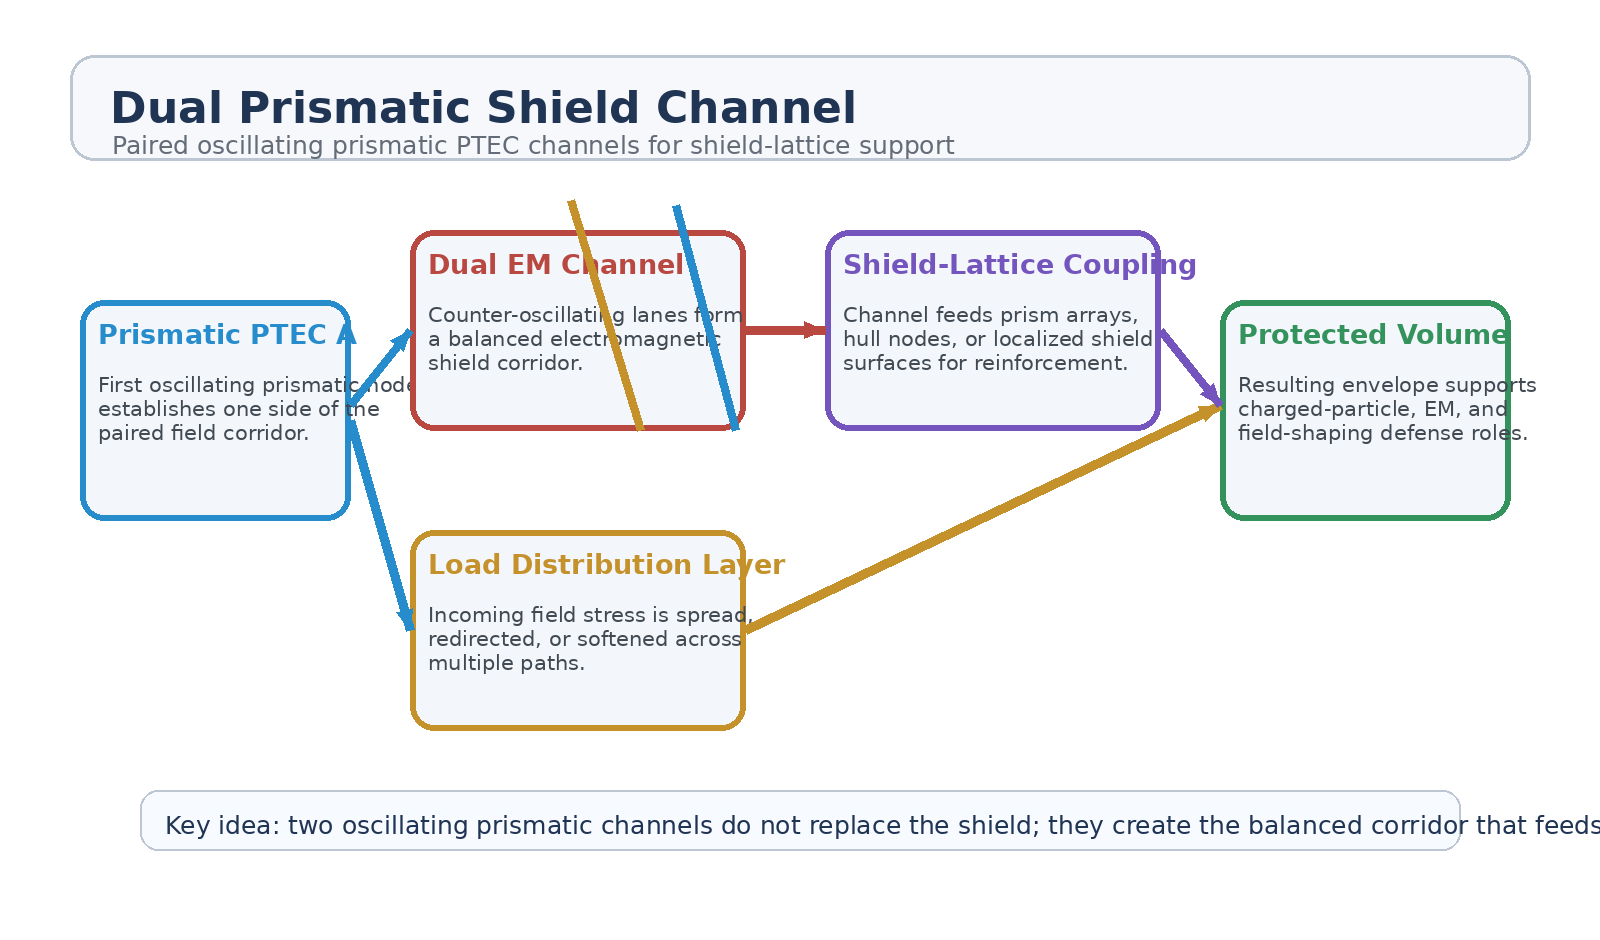 Dual Prismatic Shield Channel
Paired oscillating prismatic PTEC channels for shield-lattice support
Prismatic PTEC A
First oscillating prismatic node
establishes one side of the
paired field corridor.
Dual EM Channel
Counter-oscillating lanes form
a balanced electromagnetic
shield corridor.
Shield-Lattice Coupling
Channel feeds prism arrays,
hull nodes, or localized shield
surfaces for reinforcement.
Protected Volume
Resulting envelope supports
charged-particle, EM, and
field-shaping defense roles.
Load Distribution Layer
Incoming field stress is spread,
redirected, or softened across
multiple paths.
Key idea: two oscillating prismatic channels do not replace the shield; they create the balanced corridor that feeds